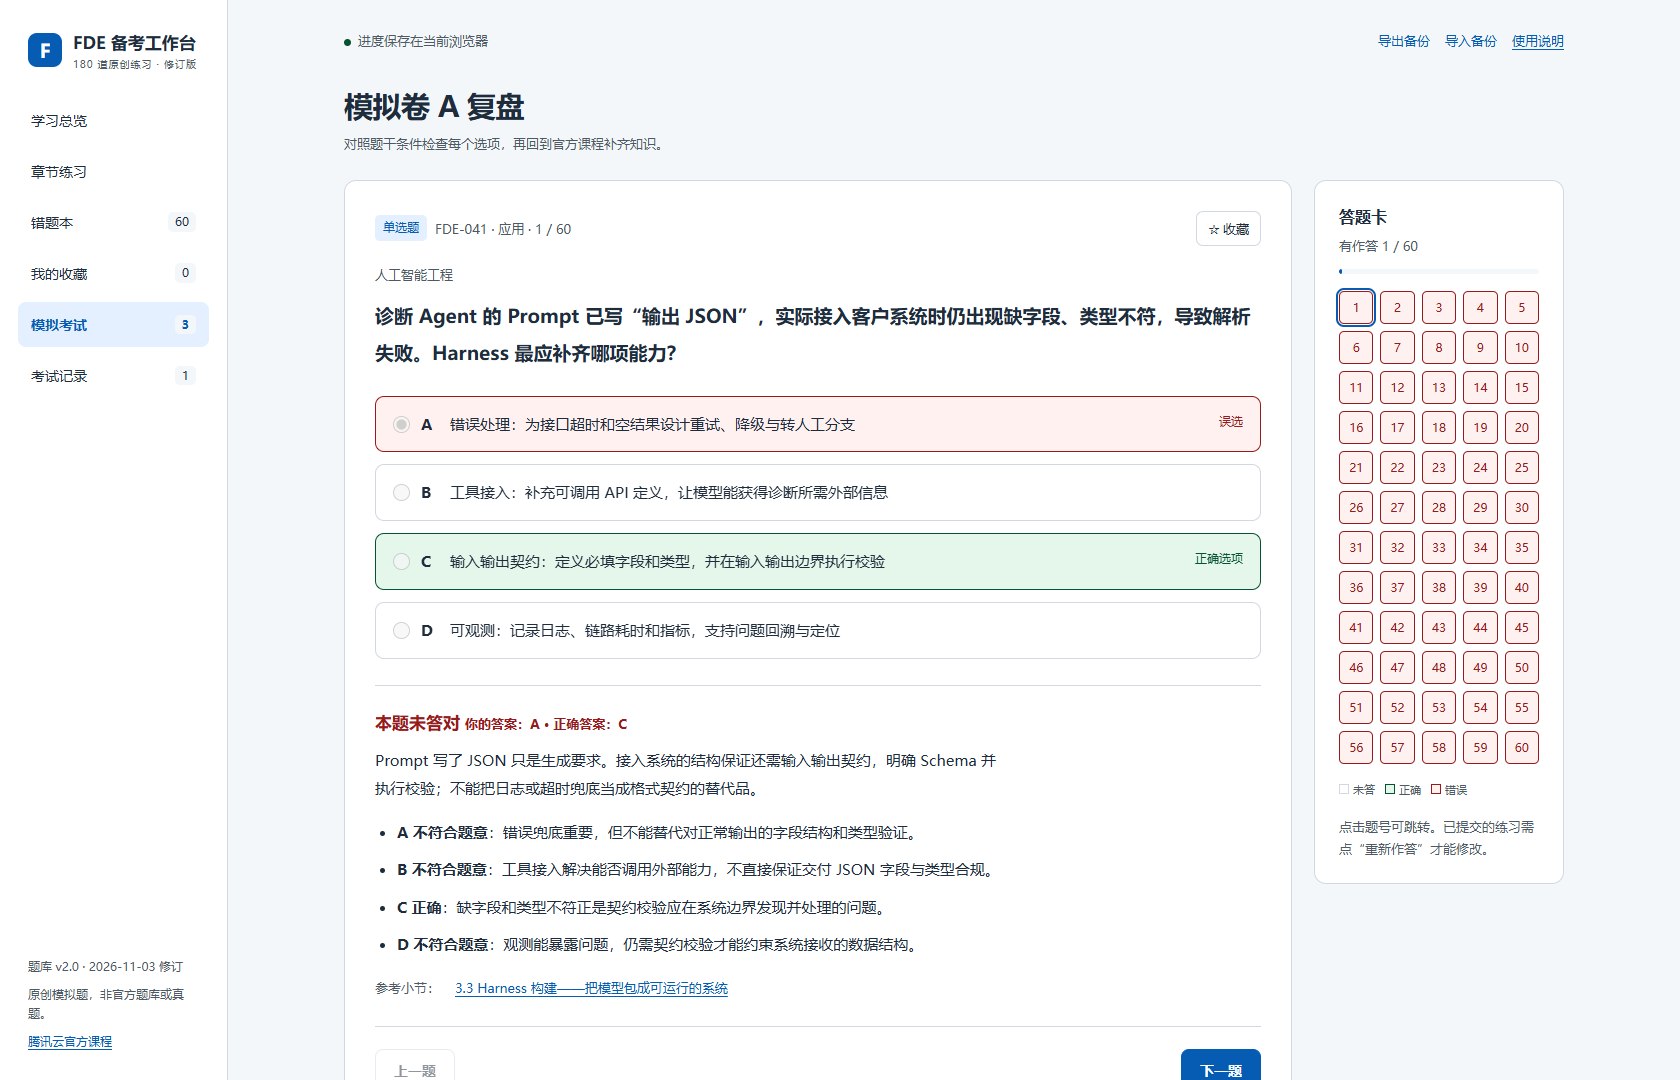 F
FDE 备考工作台
180 道原创练习 · 修订版
学习总览
章节练习
错题本 60
我的收藏 0
模拟考试 3
考试记录 1
题库 v2.0 · 2026-11-03 修订
原创模拟题，非官方题库或真
题。
腾讯云官方课程
进度保存在当前浏览器
导出备份 导入备份 使用说明
模拟卷 A 复盘
对照题干条件检查每个选项，再回到官方课程补齐知识。
单选题 FDE-041 · 应用 · 1 / 60
☆ 收藏
人工智能工程
诊断 Agent 的 Prompt 已写“输出 JSON”，实际接入客户系统时仍出现缺字段、类型不符，导致解析
失败。Harness 最应补齐哪项能力？
A 错误处理：为接口超时和空结果设计重试、降级与转人工分支 误选
B 工具接入：补充可调用 API 定义，让模型能获得诊断所需外部信息
C 输入输出契约：定义必填字段和类型，并在输入输出边界执行校验 正确选项
D 可观测：记录日志、链路耗时和指标，支持问题回溯与定位
本题未答对 你的答案：A · 正确答案：C
Prompt 写了 JSON 只是生成要求。接入系统的结构保证还需输入输出契约，明确 Schema 并
执行校验；不能把日志或超时兜底当成格式契约的替代品。
• A 不符合题意：错误兜底重要，但不能替代对正常输出的字段结构和类型验证。
• B 不符合题意：工具接入解决能否调用外部能力，不直接保证交付 JSON 字段与类型合规。
• C 正确：缺字段和类型不符正是契约校验应在系统边界发现并处理的问题。
• D 不符合题意：观测能暴露问题，仍需契约校验才能约束系统接收的数据结构。
参考小节： 3.3 Harness 构建——把模型包成可运行的系统
上一题 下一题
答题卡
有作答 1 / 60
1 2 3 4 5
6 7 8 9 10
11 12 13 14 15
16 17 18 19 20
21 22 23 24 25
26 27 28 29 30
31 32 33 34 35
36 37 38 39 40
41 42 43 44 45
46 47 48 49 50
51 52 53 54 55
56 57 58 59 60
未答 正确 错误
点击题号可跳转。已提交的练习需
点“重新作答”才能修改。